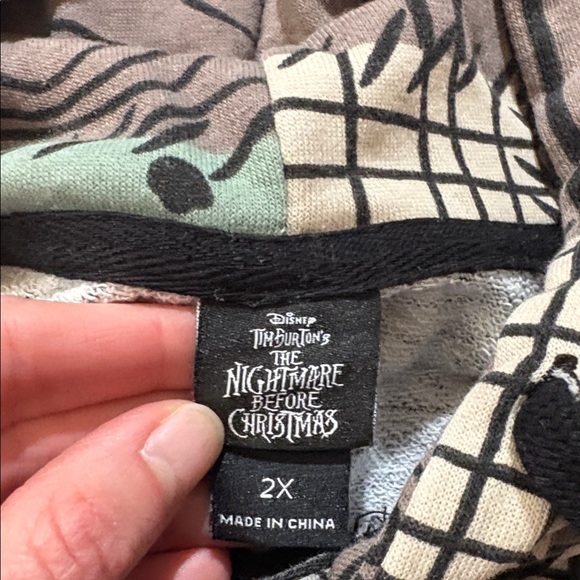 Disney
Tim Burton's
THE
NIGHTMARE
BEFORE
CHRISTMAS
2X
MADE IN CHINA